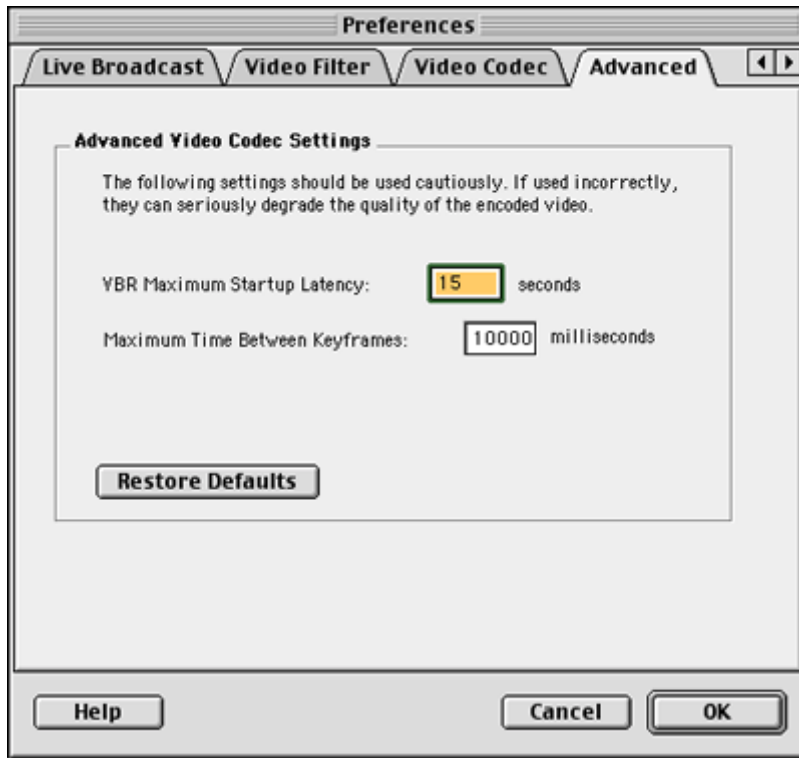 Preferences
Live Broadcast Video Filter Video Codec Advanced
Advanced Video Codec Settings
The following settings should be used cautiously. If used incorrectly,
they can seriously degrade the quality of the encoded video.
VBR Maximum Startup Latency: 15 seconds
Maximum Time Between Keyframes: 10000 milliseconds
Restore Defaults
Help Cancel OK